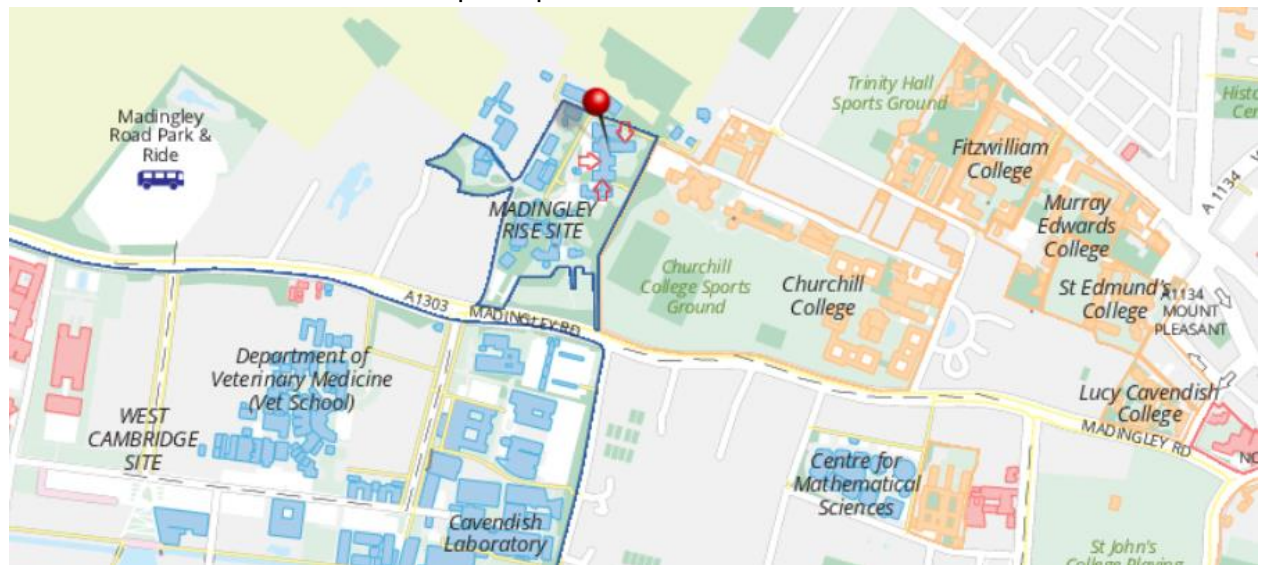 Trinity Hall
Sports Ground
Madingley
Road Park &
Ride
Fitzwilliam
College
A 1134
Murray
Edwards
College
MADINGLEY
RISE SITE
Churchill
College Sports
Ground
Churchill
College
St Edmund's
College
A1134
MOUNT
PLEASANT
A1303
MADINGLEY RD
Department of
Veterinary Medicine
(Vet School)
WEST
CAMBRIDGE
SITE
Lucy Cavendish
College
MADINGLEY RD
Centre for
Mathematical
Sciences
Cavendish
Laboratory
St John's
College Playing